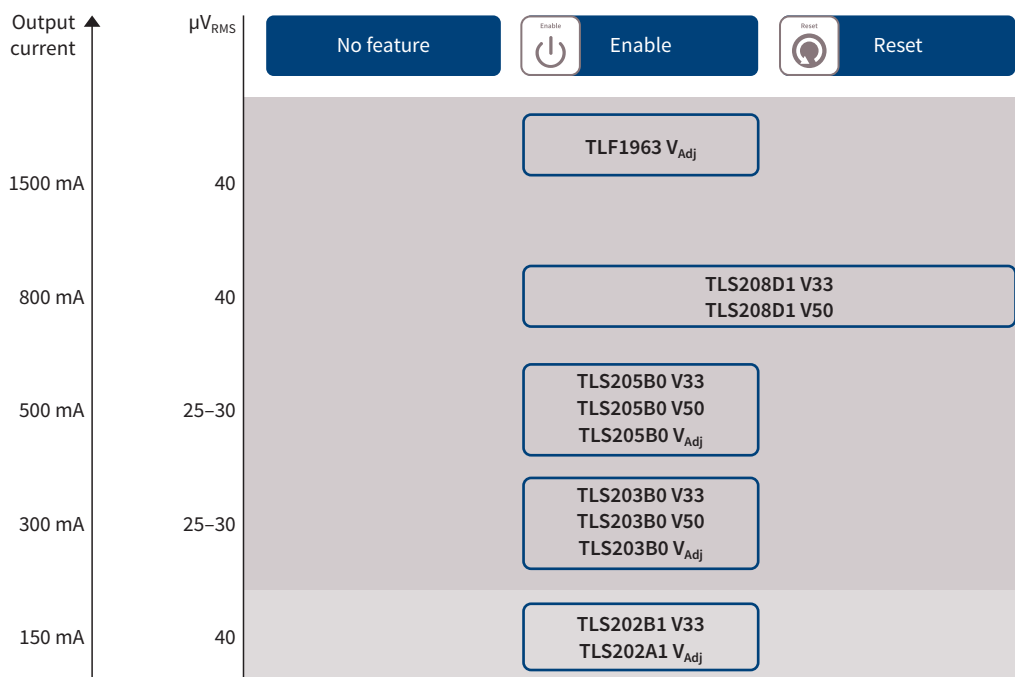 Output current
µVRMS
No feature
Enable
Enable
Reset
Reset
TLF1963 VAdj
1500 mA
40
TLS208D1 V33
800 mA
40
TLS208D1 V50
TLS205B0 V33
500 mA
25–30
TLS205B0 V50
TLS205B0 VAdj
TLS203B0 V33
300 mA
25–30
TLS203B0 V50
TLS203B0 VAdj
TLS202B1 V33
150 mA
40
TLS202A1 VAdj